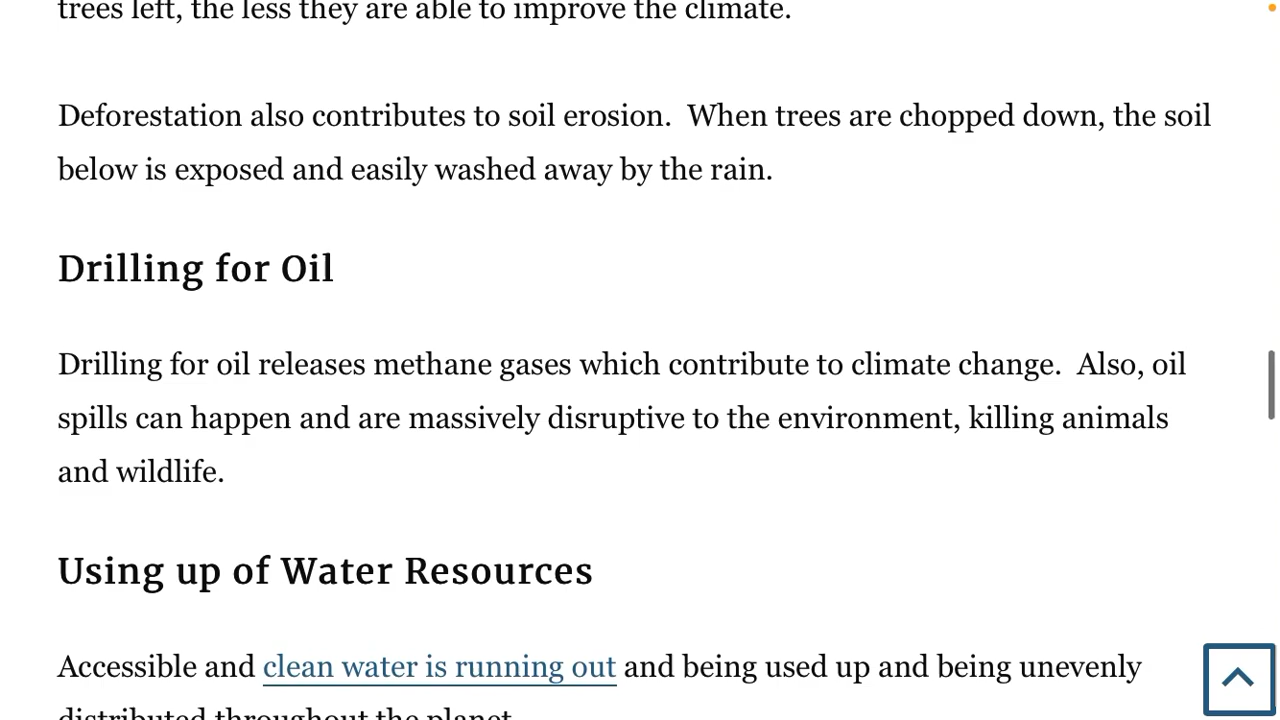 trees left, the less they are able to improve the climate.
Deforestation also contributes to soil erosion.  When trees are chopped down, the soil
below is exposed and easily washed away by the rain.
Drilling for Oil
Drilling for oil releases methane gases which contribute to climate change.  Also, oil
spills can happen and are massively disruptive to the environment, killing animals
and wildlife.
Using up of Water Resources
Accessible and clean water is running out and being used up and being unevenly
distributed throughout the planet.